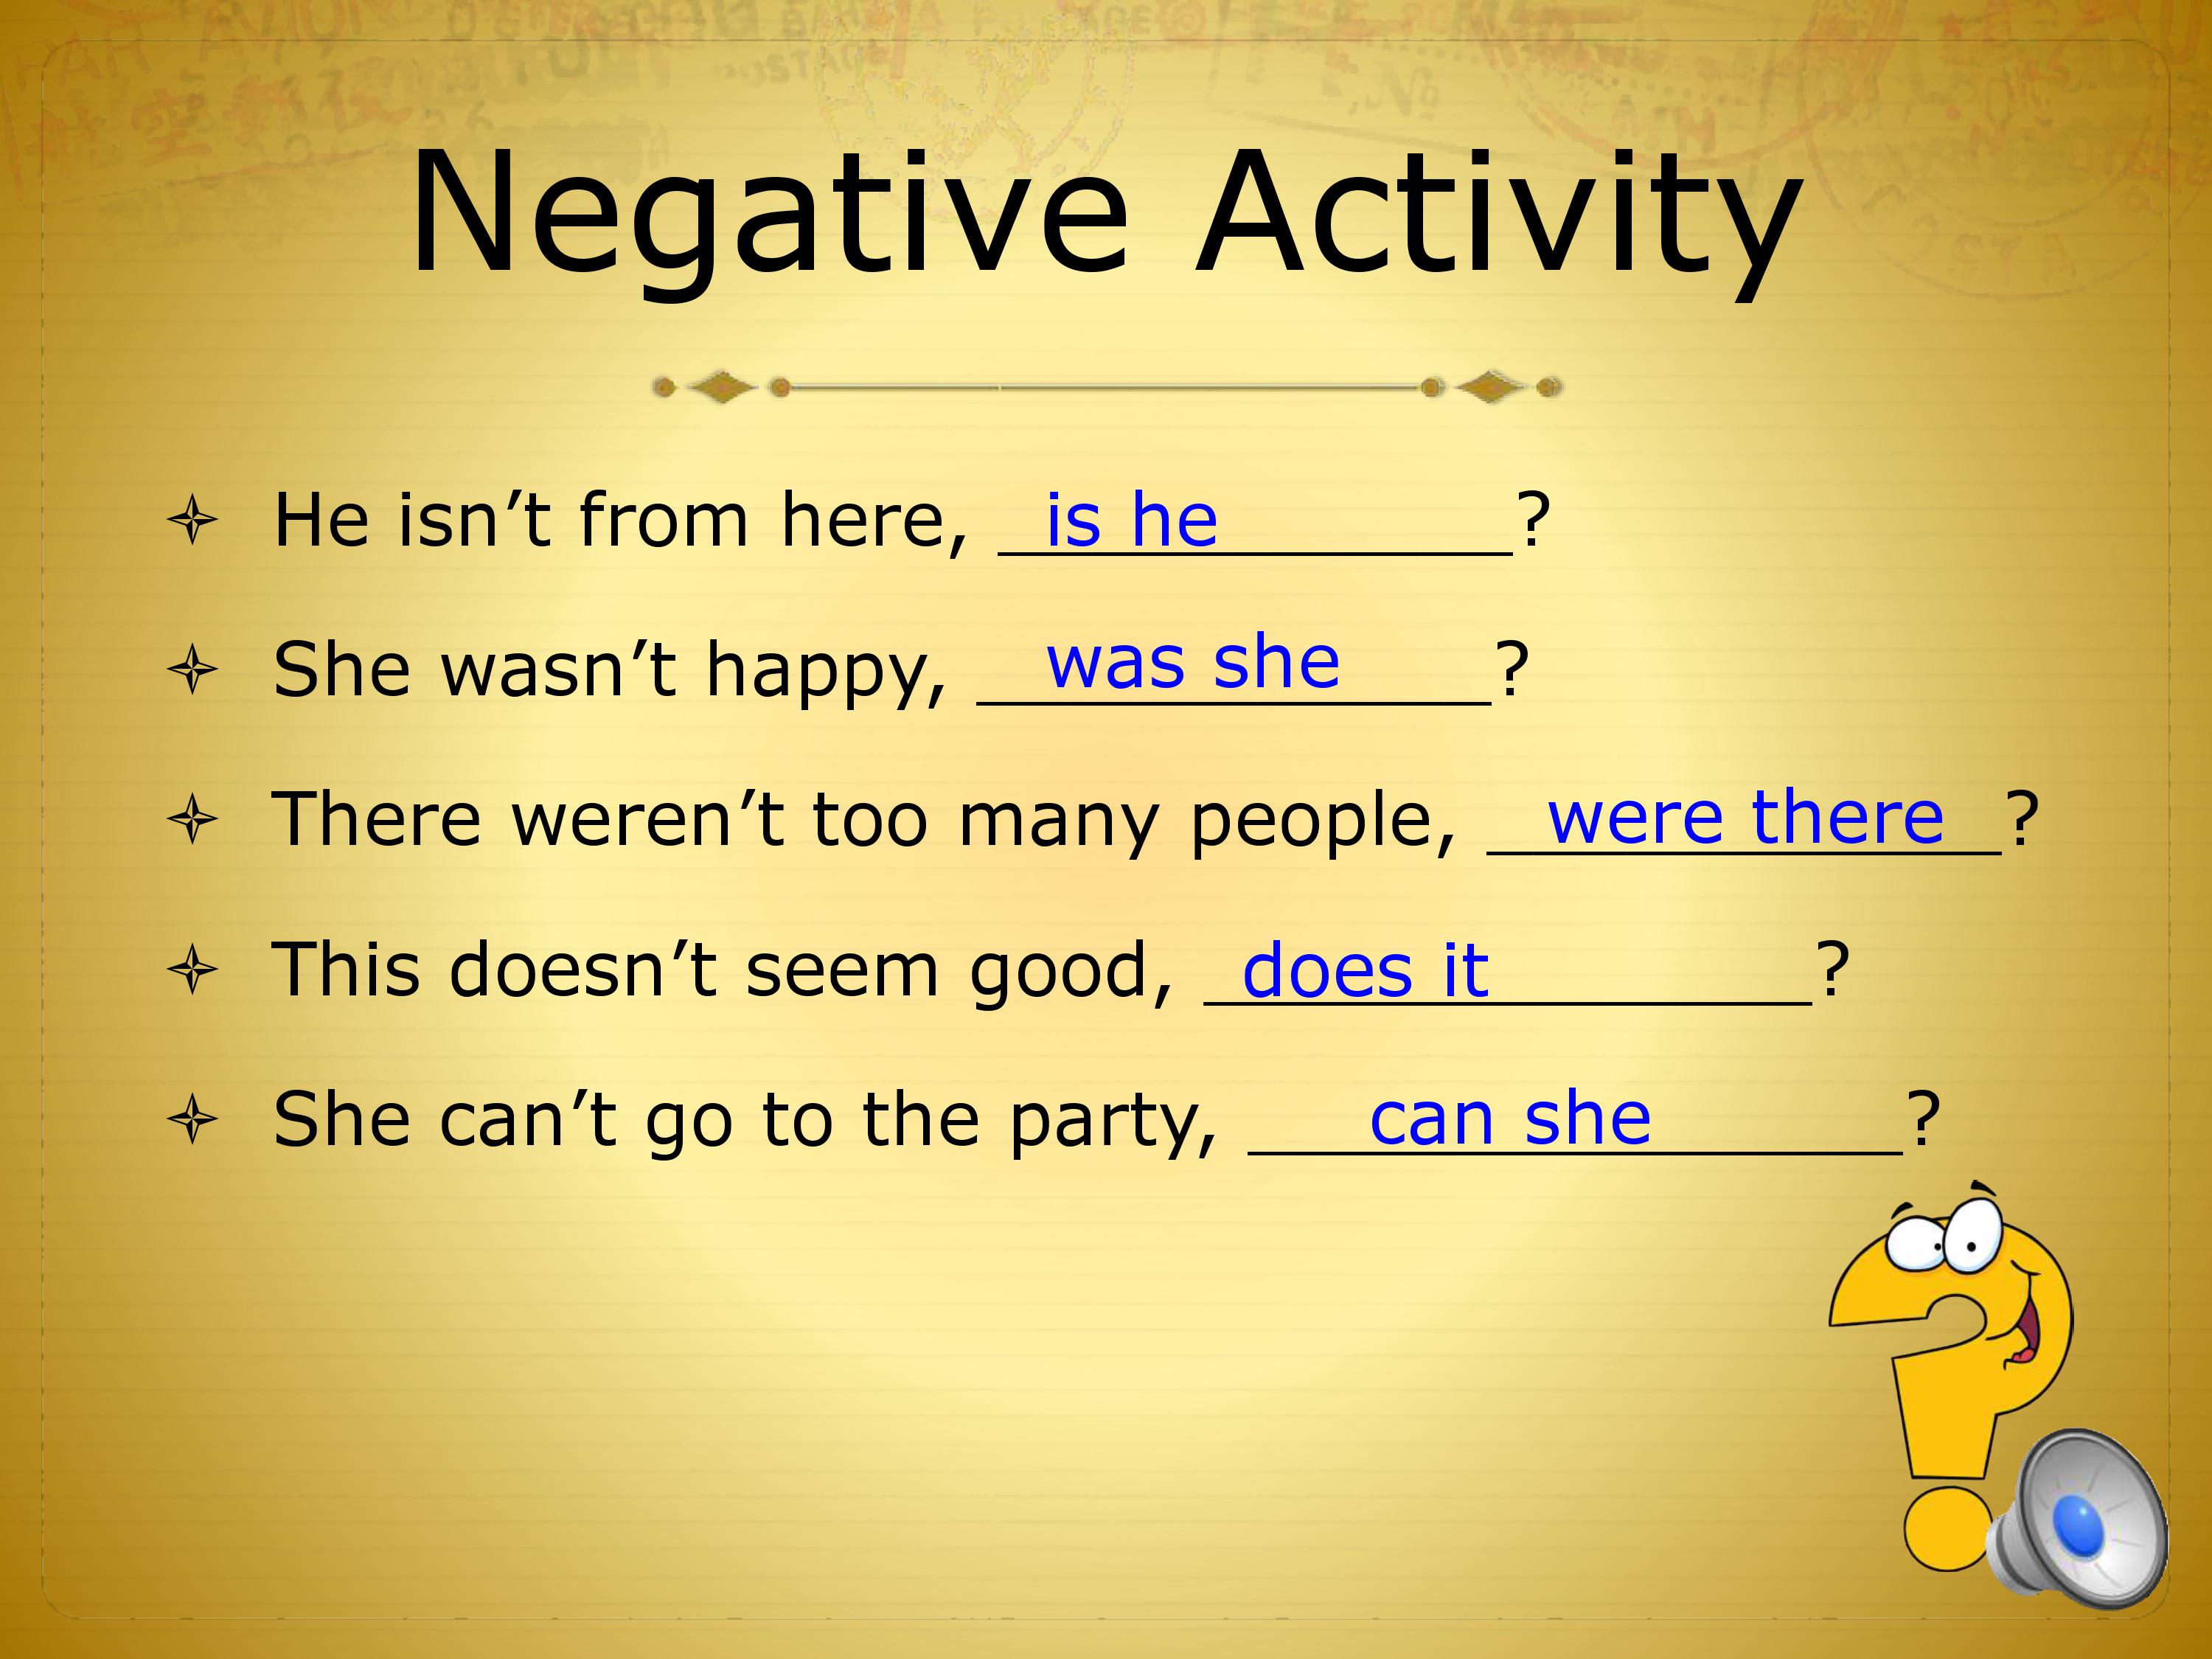 Negative Activity
He isn’t from here, is he?
She wasn’t happy, was she?
There weren’t too many people, were there?
This doesn’t seem good, does it?
She can’t go to the party, can she?